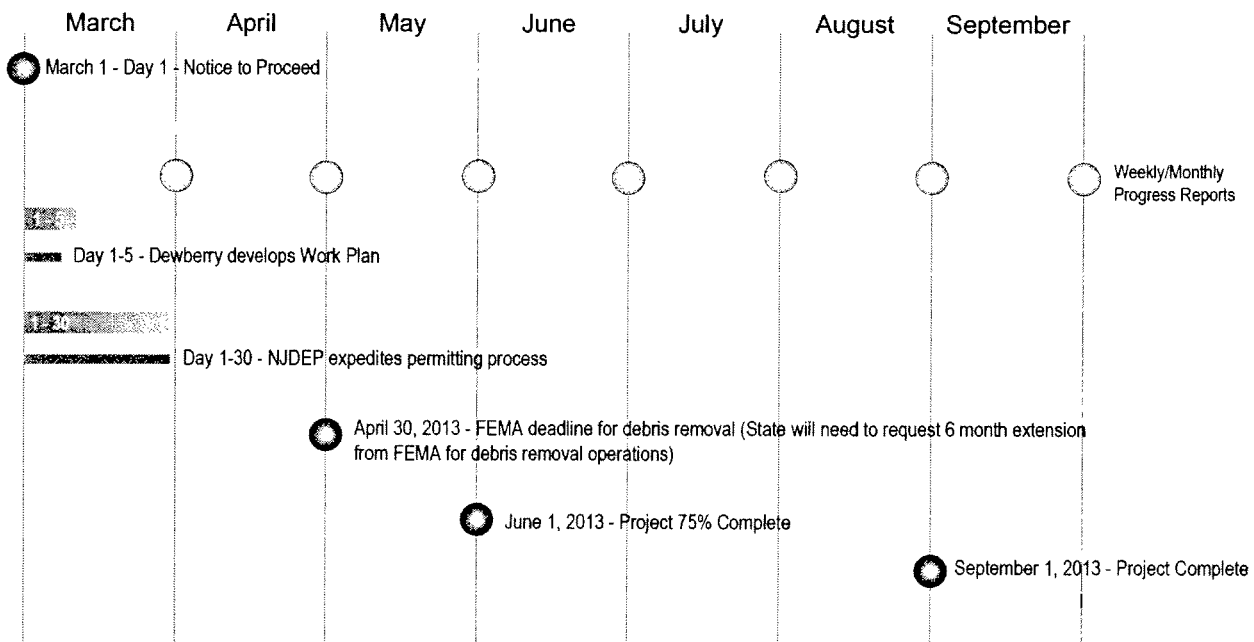 March April May June July August September
March 1 - Day 1 - Notice to Proceed
Weekly/Monthly
Progress Reports
1 - 5
Day 1-5 - Dewberry develops Work Plan
1 - 30
Day 1-30 - NJDEP expedites permitting process
April 30, 2013 - FEMA deadline for debris removal (State will need to request 6 month extension
from FEMA for debris removal operations)
June 1, 2013 - Project 75% Complete
September 1, 2013 - Project Complete